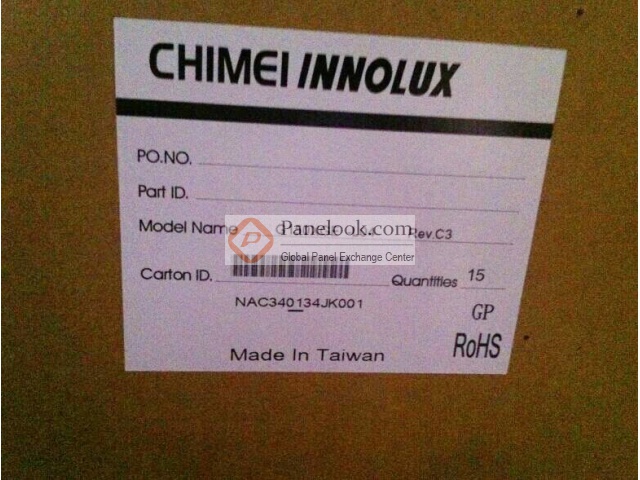 CHIMEI INNOLUX
PO.NO.
Part ID.
Model Name Rev.C3
Panelook.com
Global Panel Exchange Center
Carton ID. Quantities 15
NAC340134JK001
GP
RoHS
Made In Taiwan